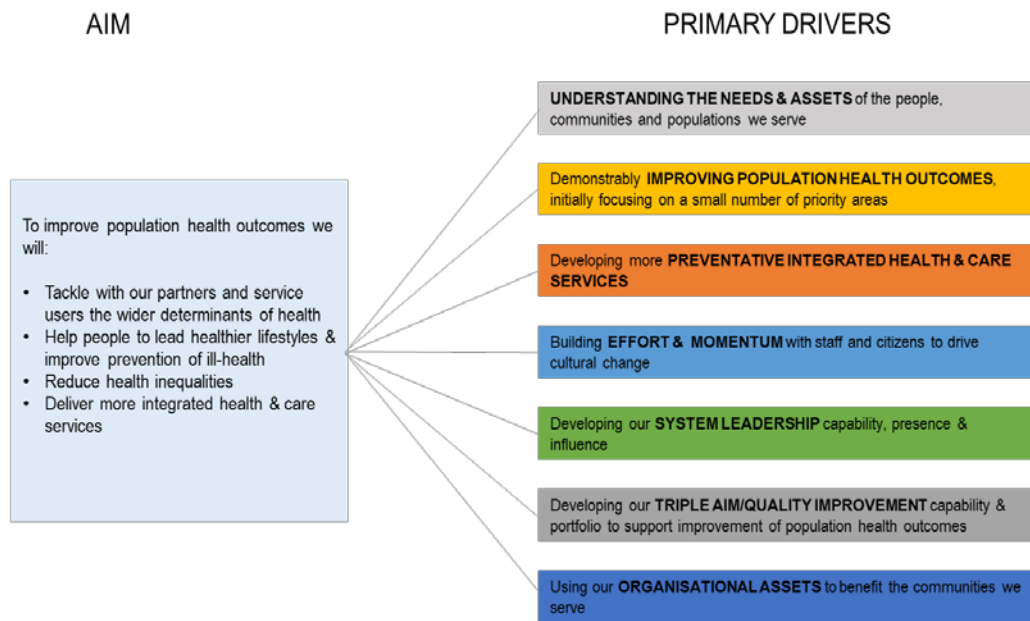 AIM
PRIMARY DRIVERS
To improve population health outcomes we
will:
• Tackle with our partners and service
users the wider determinants of health
• Help people to lead healthier lifestyles &
improve prevention of ill-health
• Reduce health inequalities
• Deliver more integrated health & care
services
UNDERSTANDING THE NEEDS & ASSETS of the people,
communities and populations we serve
Demonstrably IMPROVING POPULATION HEALTH OUTCOMES,
initially focusing on a small number of priority areas
Developing more PREVENTATIVE INTEGRATED HEALTH & CARE
SERVICES
Building EFFORT & MOMENTUM with staff and citizens to drive
cultural change
Developing our SYSTEM LEADERSHIP capability, presence &
influence
Developing our TRIPLE AIM/QUALITY IMPROVEMENT capability &
portfolio to support improvement of population health outcomes
Using our ORGANISATIONAL ASSETS to benefit the communities we
serve